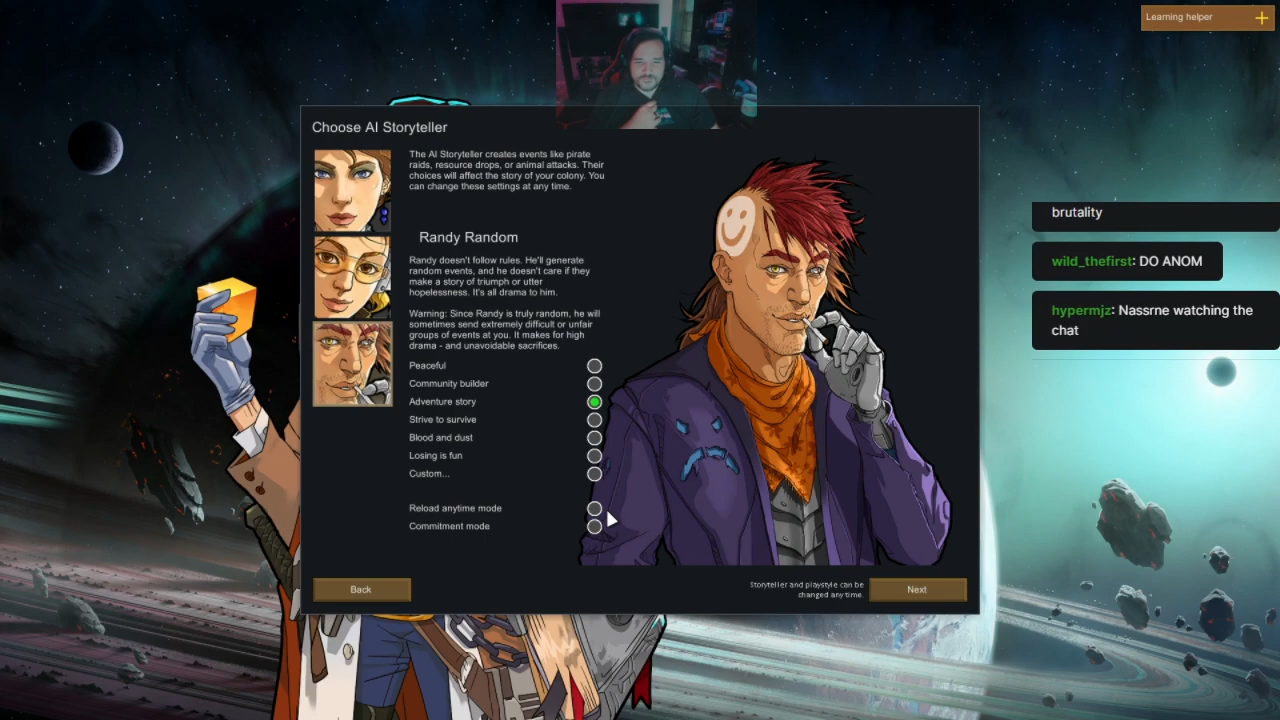 Learning helper
Choose AI Storyteller
The AI Storyteller creates events like pirate
raids, resource drops, or animal attacks. Their
choices will affect the story of your colony. You
can change these settings at any time.
Randy Random
Randy doesn't follow rules. He'll generate
random events, and he doesn't care if they
make a story of triumph or utter
hopelessness. It's all drama to him.
Warning: Since Randy is truly random, he will
sometimes send extremely difficult or unfair
groups of events at you. It makes for high
drama - and unavoidable sacrifices.
Peaceful
Community builder
Adventure story
Strive to survive
Blood and dust
Losing is fun
Custom...
Reload anytime mode
Commitment mode
Back
Storyteller and playstyle can be
changed any time.
Next
brutality
wild_thefirst: DO ANOM
hypermjz: Nassrne watching the
chat